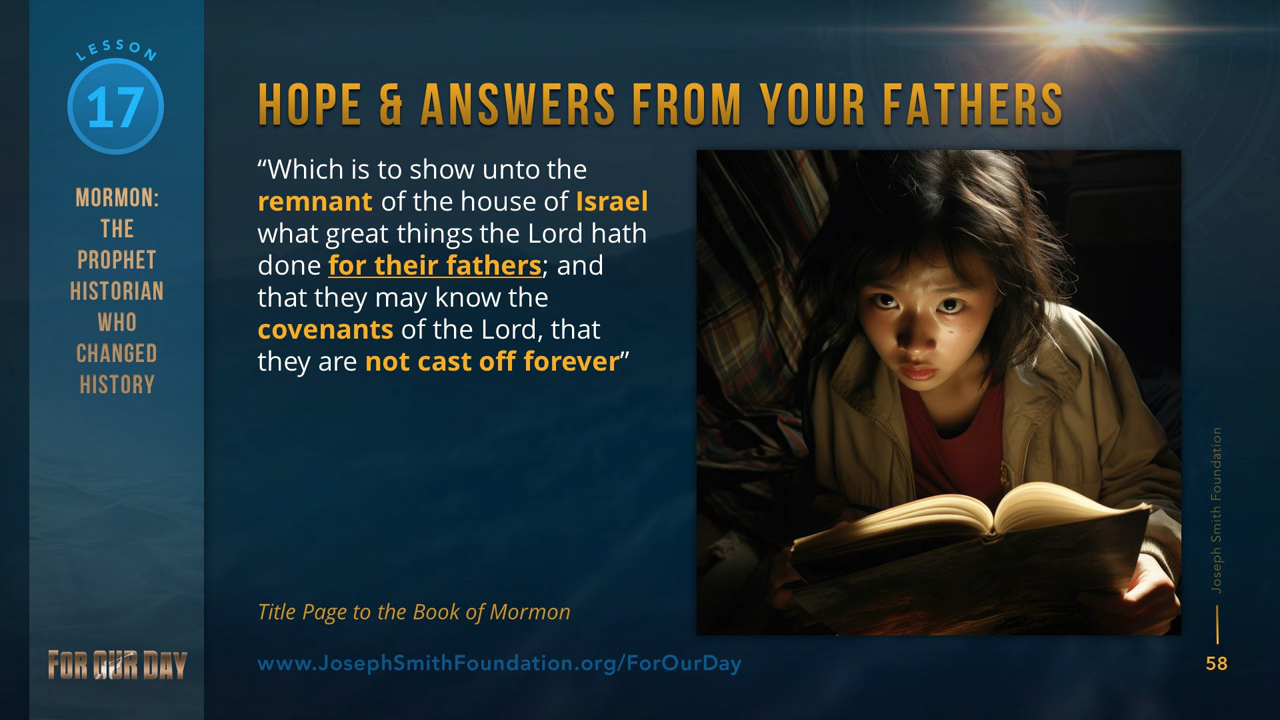 LESSON
17
MORMON:
THE
PROPHET
HISTORIAN
WHO
CHANGED
HISTORY
FOR OUR DAY
HOPE & ANSWERS FROM YOUR FATHERS
“Which is to show unto the
remnant of the house of Israel
what great things the Lord hath
done for their fathers; and
that they may know the
covenants of the Lord, that
they are not cast off forever”
Title Page to the Book of Mormon
www.JosephSmithFoundation.org/ForOurDay
Joseph Smith Foundation
58